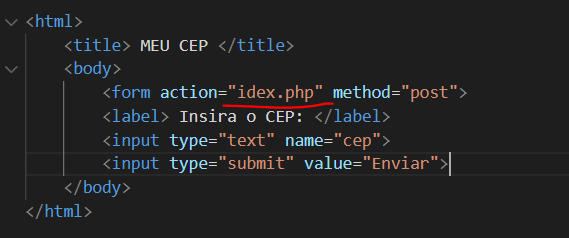 <html>
<title> MEU CEP </title>
<body>
<form action="idex.php" method="post">
<label> Insira o CEP: </label>
<input type="text" name="cep">
<input type="submit" value="Enviar">
</body>
</html>